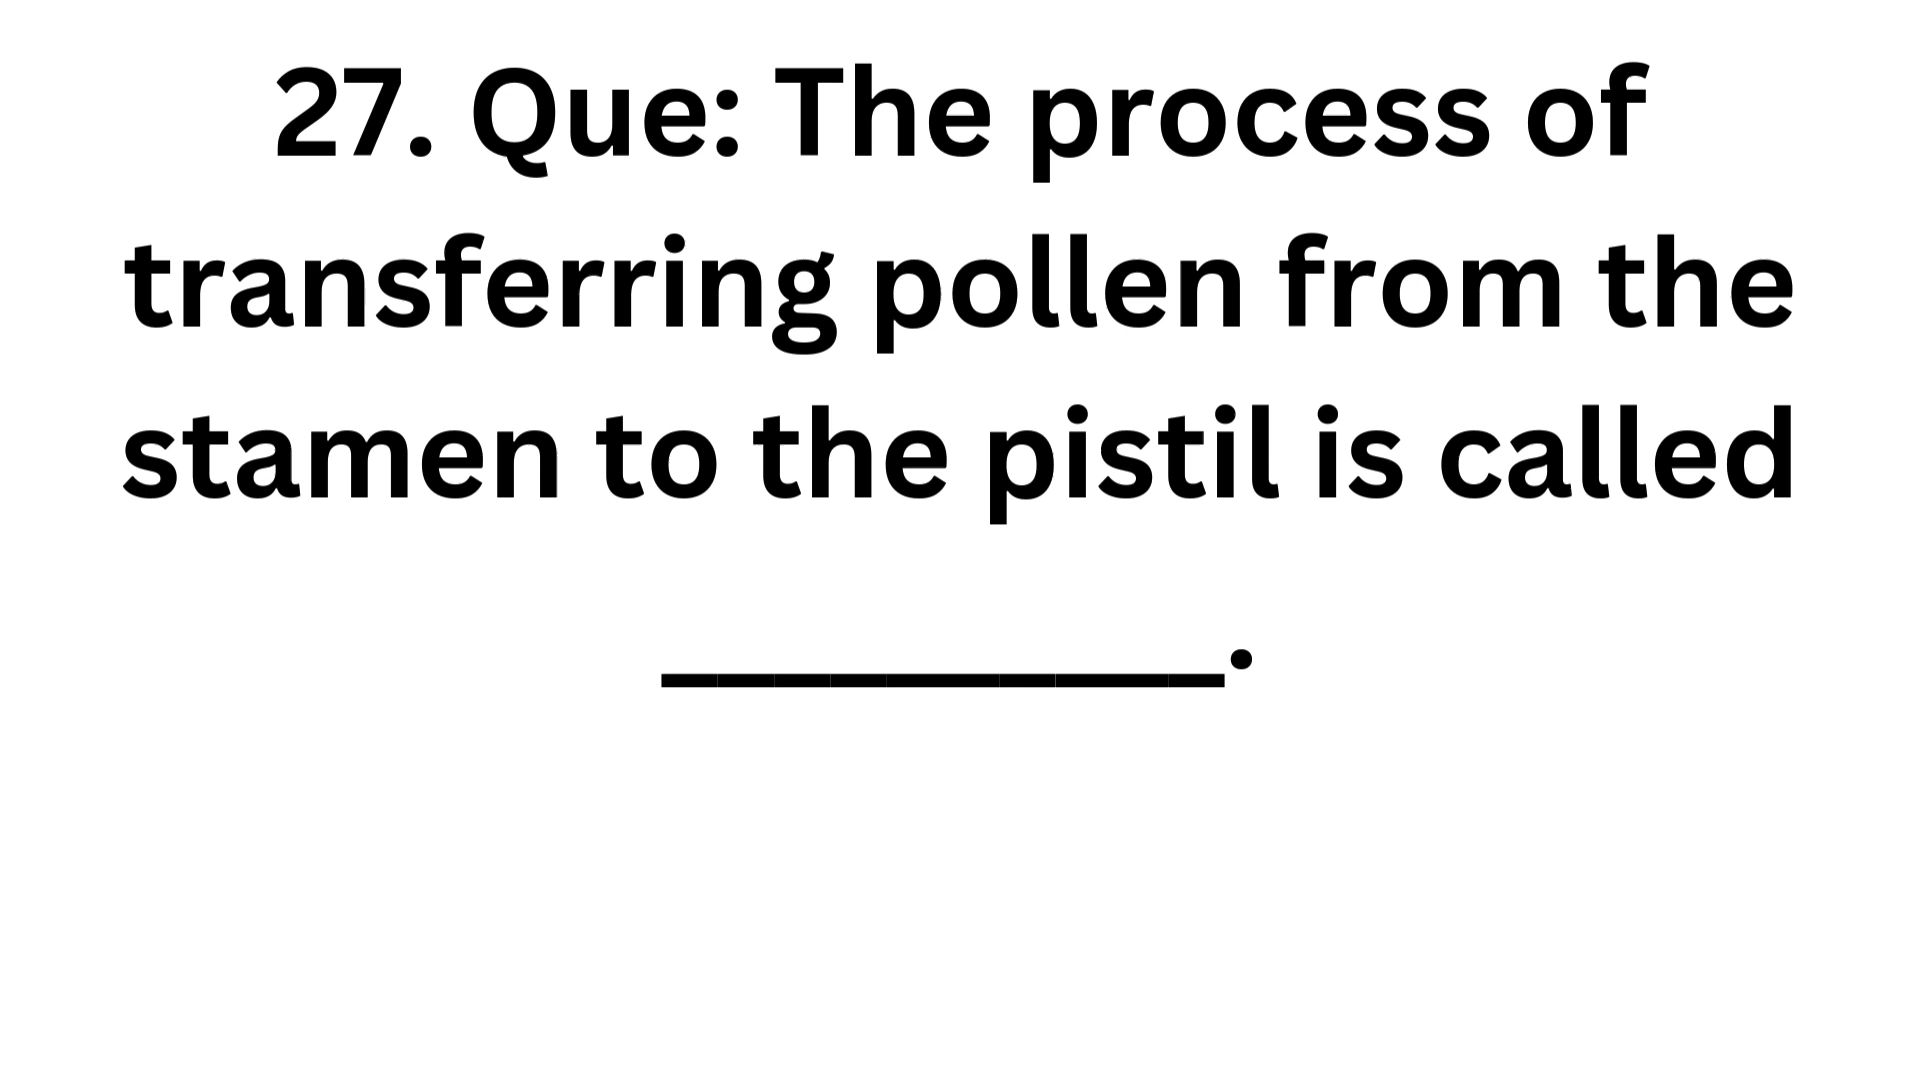 27. Que: The process of
transferring pollen from the
stamen to the pistil is called
__________.